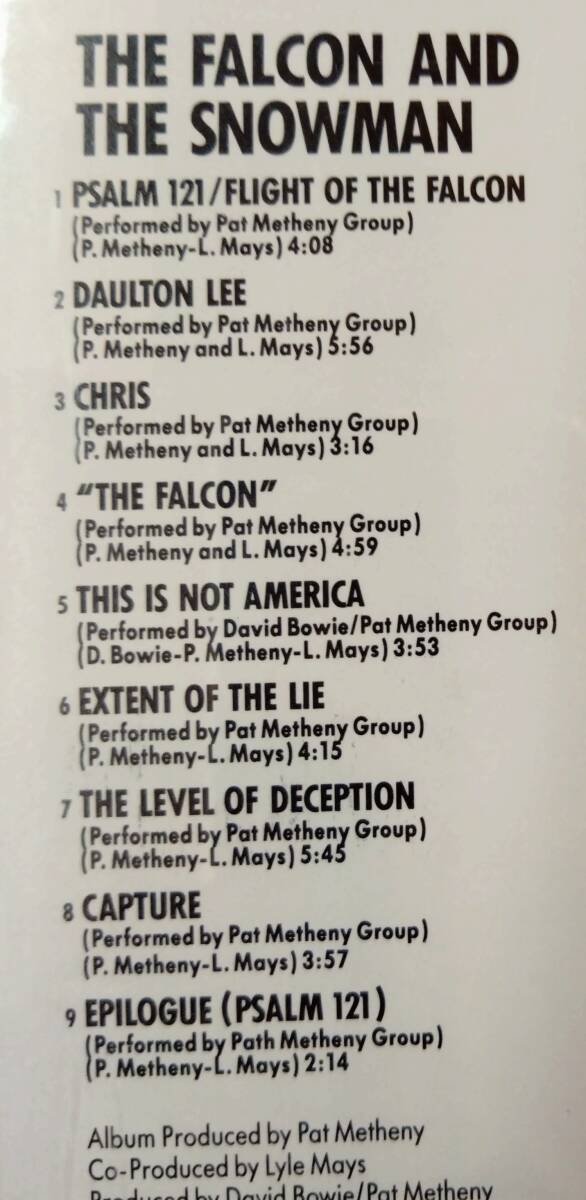 THE FALCON AND
THE SNOWMAN
1 PSALM 121/FLIGHT OF THE FALCON
(Performed by Pat Metheny Group)
(P. Metheny-L. Mays) 4:08
2 DAULTON LEE
(Performed by Pat Metheny Group)
(P. Metheny and L. Mays) 5:56
3 CHRIS
(Performed by Pat Metheny Group)
(P. Metheny and L. Mays) 3:16
4 “THE FALCON”
(Performed by Pat Metheny Group)
(P. Metheny and L. Mays) 4:59
5 THIS IS NOT AMERICA
(Performed by David Bowie/Pat Metheny Group)
(D. Bowie-P. Metheny-L. Mays) 3:53
6 EXTENT OF THE LIE
(Performed by Pat Metheny Group)
(P. Metheny-L. Mays) 4:15
7 THE LEVEL OF DECEPTION
(Performed by Pat Metheny Group)
(P. Metheny-L. Mays) 5:45
8 CAPTURE
(Performed by Pat Metheny Group)
(P. Metheny-L. Mays) 3:57
9 EPILOGUE (PSALM 121)
(Performed by Path Metheny Group)
(P. Metheny-L. Mays) 2:14
Album Produced by Pat Metheny
Co-Produced by Lyle Mays
Produced by David Bowie/Pat Metheny